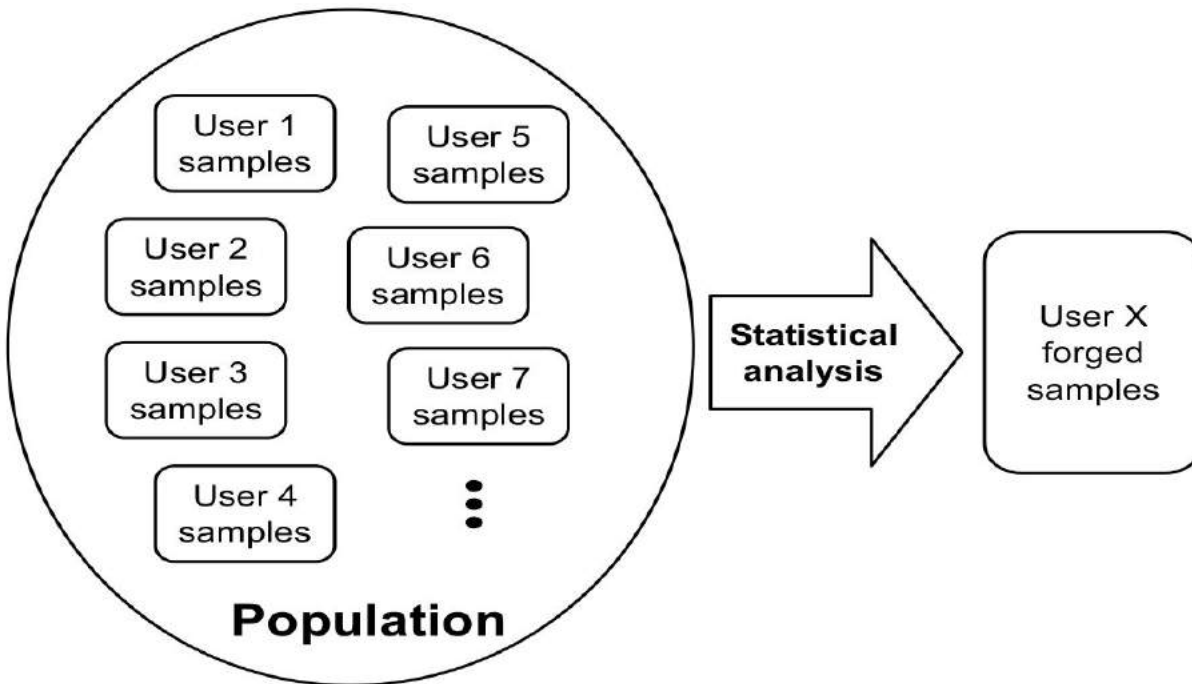 User 1
samples
User 5
samples
User 2
samples
User 6
samples
User 3
samples
User 7
samples
User 4
samples
Population
Statistical
analysis
User X
forged
samples